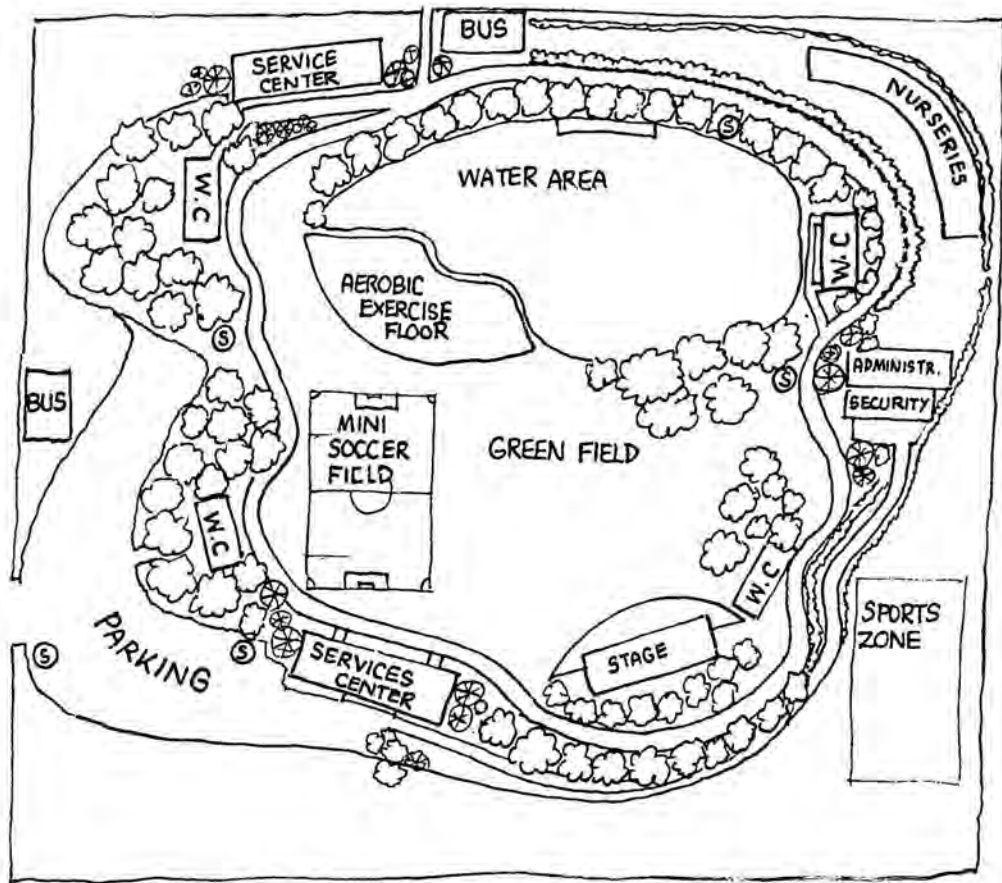 BUS
SERVICE
CENTER
NURSERIES
S
W.C
WATER AREA
W.C
AEROBIC
EXERCISE
FLOOR
S
ADMINISTR.
S
SECURITY
BUS
MINI
SOCCER
FIELD
GREEN FIELD
W.C
W.C
SPORTS
ZONE
PARKING
S
S
SERVICES
CENTER
STAGE